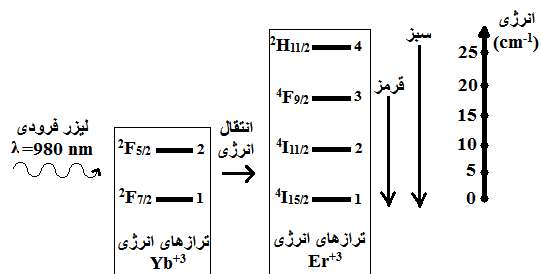 لیزر فرودی
λ =980 nm
²F5/2 2
²F7/2 1
ترازهای انرژی
Yb⁺³
انتقال
انرژی
²H11/2 4
⁴F9/2 3
⁴I11/2 2
⁴I15/2 1
ترازهای انرژی
Er⁺³
قرمز
سبز
انرژی
(cm⁻¹)
25
20
15
10
5
0